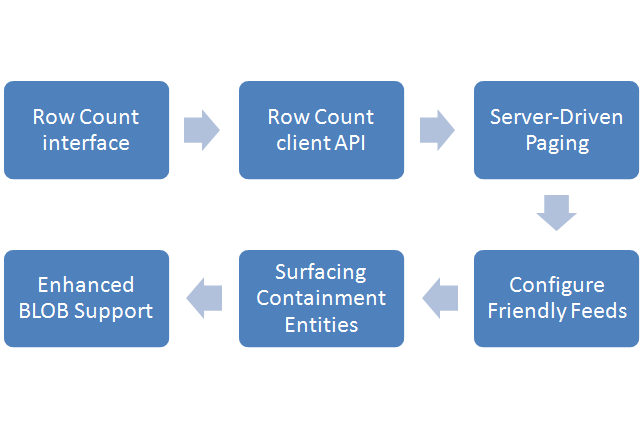 Row Count
interface
Row Count
client API
Server-Driven
Paging
Configure
Friendly Feeds
Surfacing
Containment
Entities
Enhanced
BLOB Support